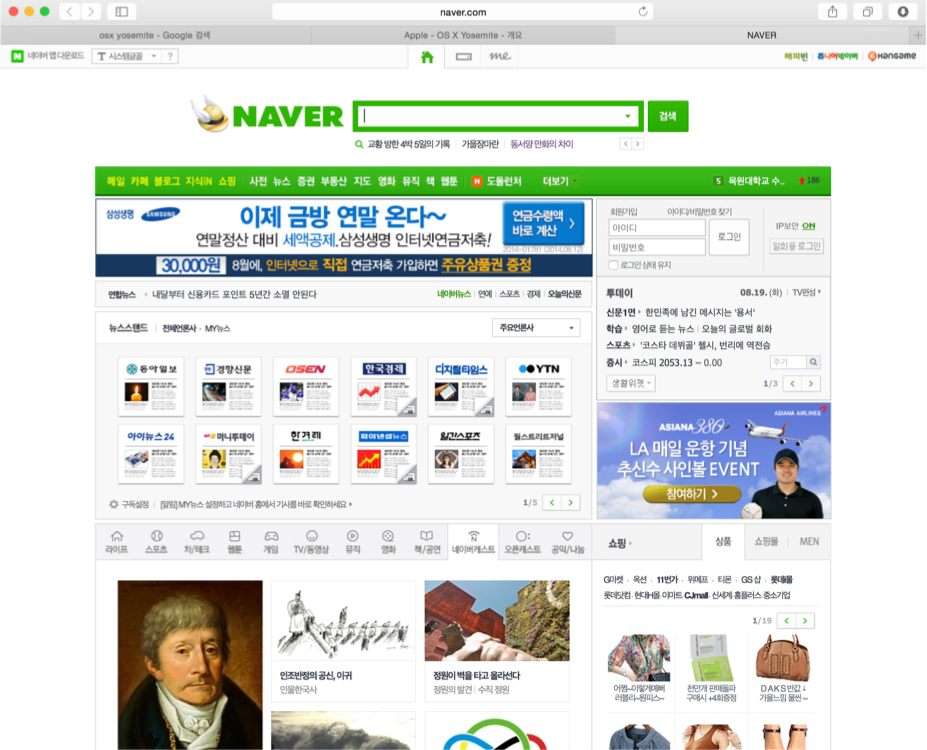 naver.com
osx yosemite - Google 검색
Apple - OS X Yosemite - 개요
NAVER
네이버 앱 다운로드
T 시스템글꼴
?
me
해피빈
쥬니어네이버
Hangame
NAVER
검색
교황 방한 4박 5일의 기록
가을장마란
동서양 만화의 차이
메일 카페 블로그 지식iN 쇼핑 사전 뉴스 증권 부동산 지도 영화 뮤직 책 웹툰
도돌런처
더보기
5 목원대학교 수.. 186
삼성생명 SAMSUNG
이제 금방 연말 온다~
연말정산 대비 세액공제, 삼성생명 인터넷연금저축!
연금수령액
바로 계산
30,000원 8월에, 인터넷으로 직접 연금저축 가입하면 주유상품권 증정
회원가입
아이디/비밀번호 찾기
아이디
비밀번호
로그인
로그인 상태 유지
IP보안 ON
일회용 로그인
연합뉴스
내달부터 신용카드 포인트 5년간 소멸 안된다
네이버뉴스 연예 스포츠 경제 오늘의신문
투데이
08.19. (화) TV편성
신문1면 한민족에 남긴 메시지는 '용서'
학습 영어로 듣는 뉴스 오늘의 글로벌 회화
스포츠 '코스타 데뷔골' 첼시, 번리에 역전승
증시 코스피 2053.13 – 0.00
주가
생활위젯
1/3
뉴스스탠드 전체언론사 · MY뉴스
주요언론사
동아일보
경향신문
OSEN
한국경제
디지털타임스
YTN
아이뉴스24
머니투데이
한겨레
파이낸셜뉴스
일간스포츠
월스트리트저널
구독설정
[알림] MY뉴스 설정하고 네이버 홈에서 기사를 바로 확인하세요
1/5
ASIANA AIRLINES
ASIANA 380
LA 매일 운항 기념
추신수 사인볼 EVENT
참여하기 >
라이프
스포츠
차/테크
웹툰
게임
TV/동영상
뮤직
영화
책/공연
네이버캐스트
오픈캐스트
공익/나눔
쇼핑
상품
쇼핑몰
MEN
G마켓 · 옥션 · 11번가 · 위메프 · 티몬 · GS샵 · 롯데i몰
롯데닷컴 · 현대H몰 · 이마트 · CJmall · 신세계 · 홈플러스 · 중소기업
1/19
인조반정의 공신, 이귀
인물한국사
정원이 벽을 타고 올라선다
정원의 발견 수직 정원
어쩜~이렇게예뻐
러블리~원피스~
천만개 판매돌파
구매시 +4회증정
DAKS 반값↓
가을느낌 물씬~